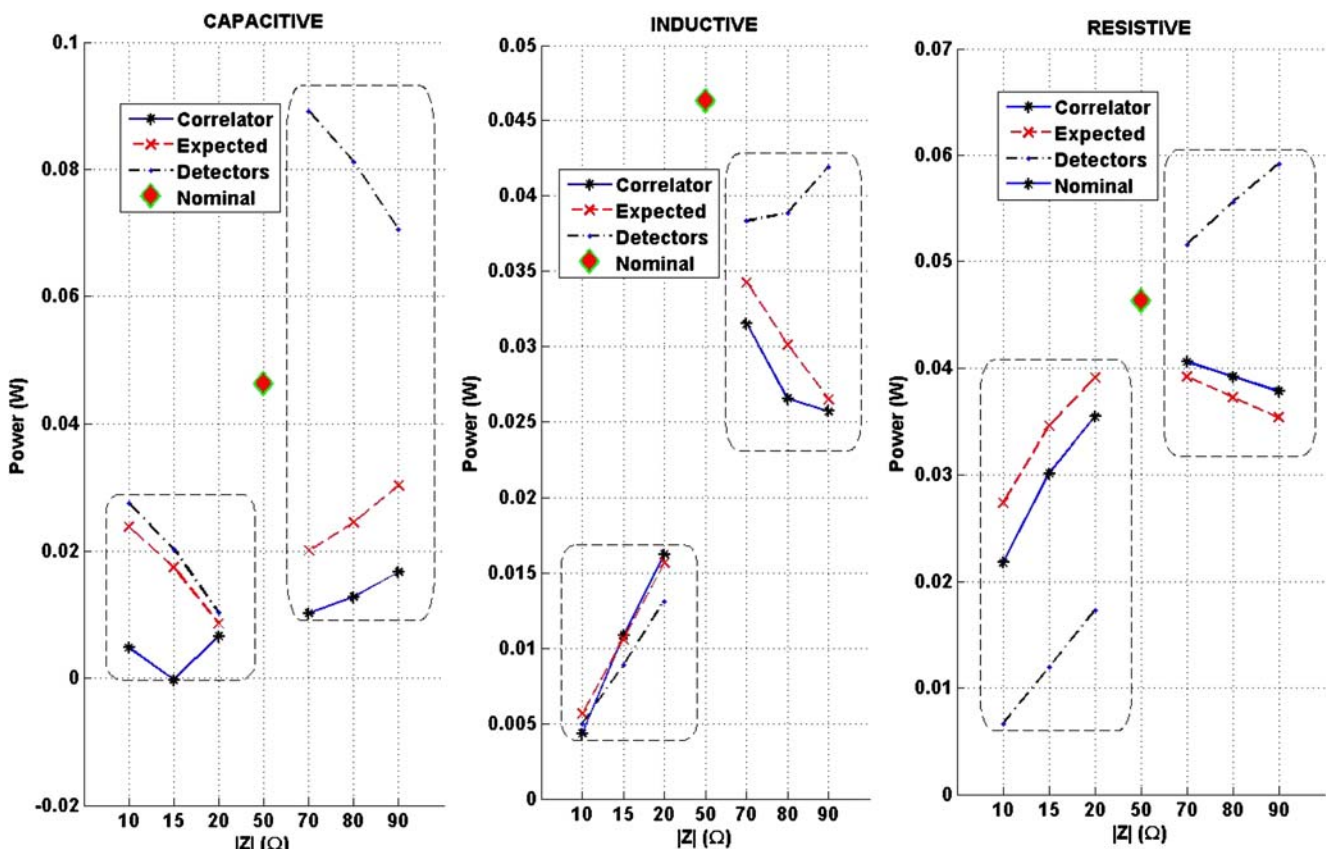 CAPACITIVE
0.1
0.08
0.06
0.04
0.02
0
-0.02
Power (W)
Correlator
Expected
Detectors
Nominal
10 15 20 50 70 80 90
|Z| (Ω)
INDUCTIVE
0.05
0.045
0.04
0.035
0.03
0.025
0.02
0.015
0.01
0.005
0
Power (W)
Correlator
Expected
Detectors
Nominal
10 15 20 50 70 80 90
|Z| (Ω)
RESISTIVE
0.07
0.06
0.05
0.04
0.03
0.02
0.01
0
Power (W)
Correlator
Expected
Detectors
Nominal
10 15 20 50 70 80 90
|Z| (Ω)